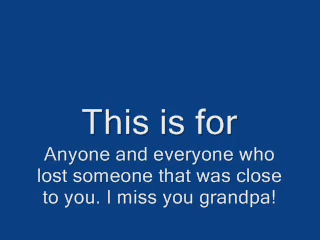 This is for
Anyone and everyone who
lost someone that was close
to you. I miss you grandpa!